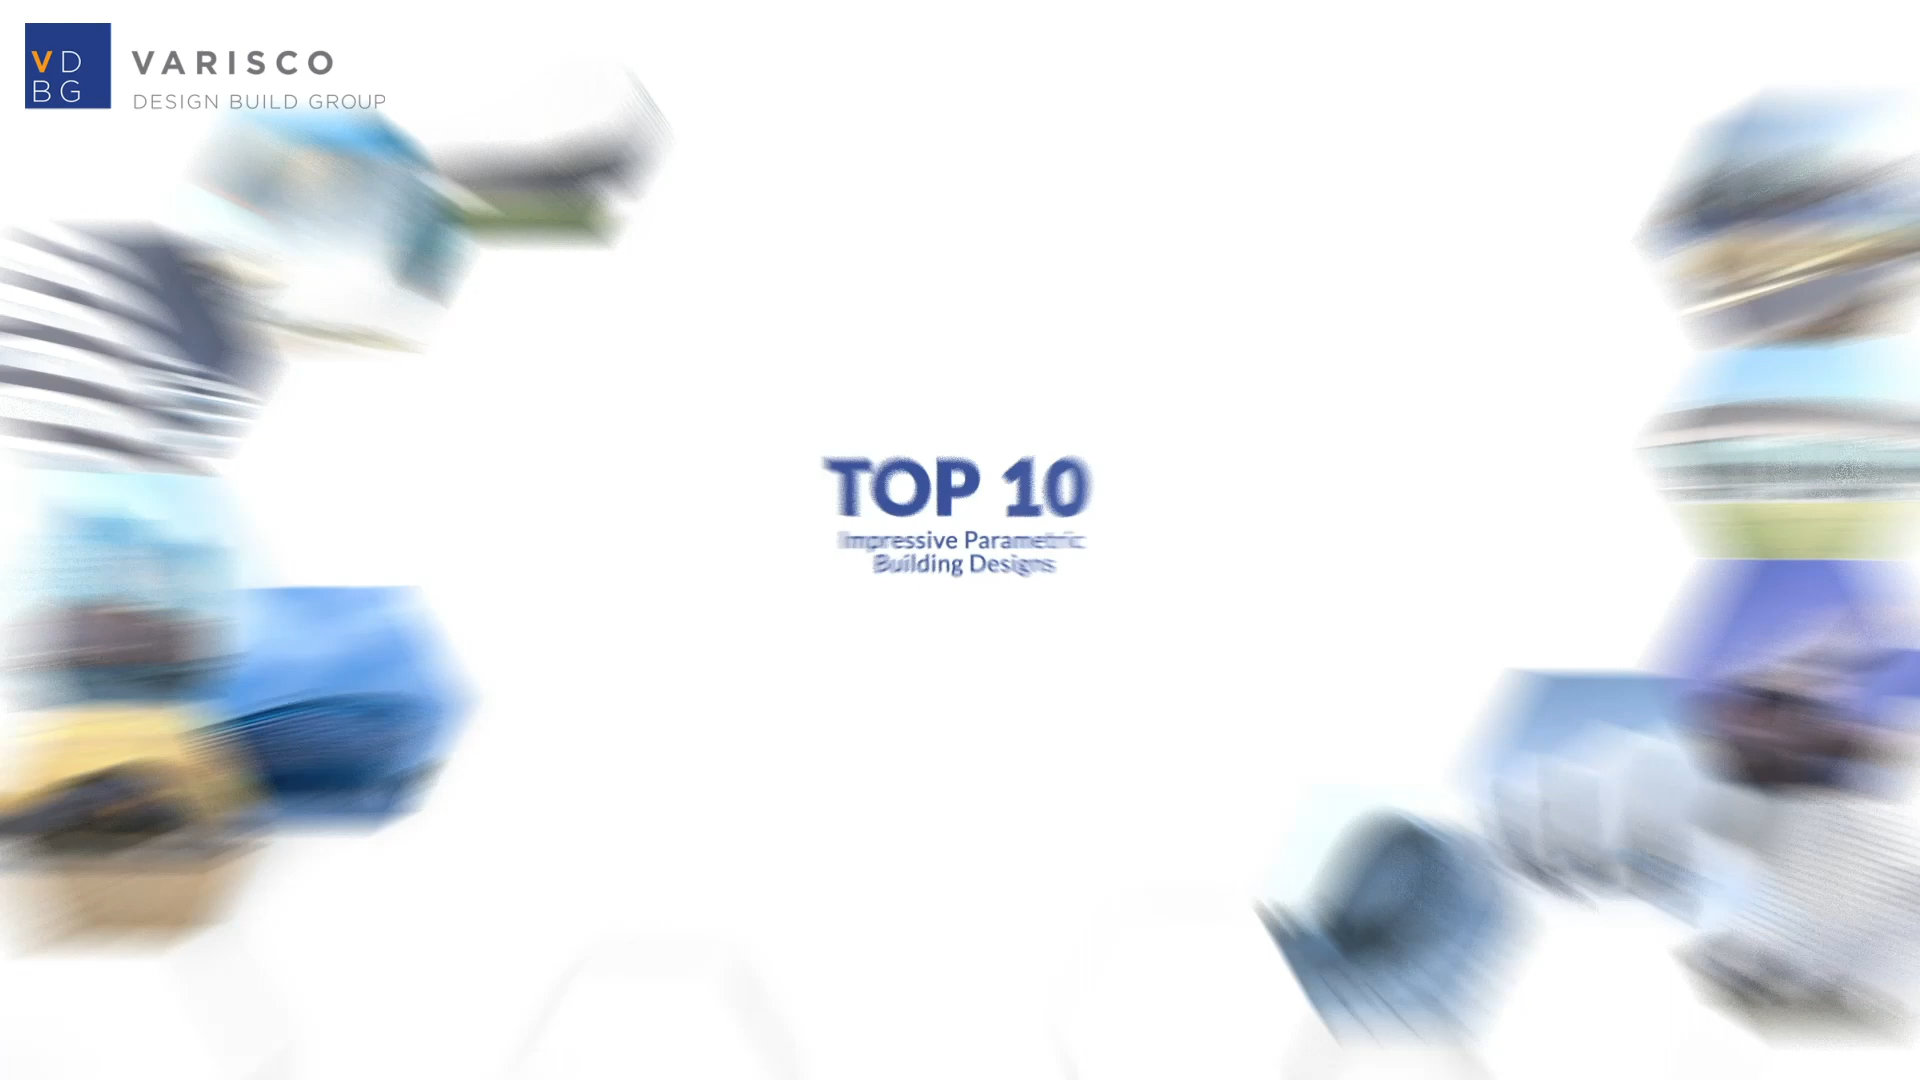 VD
BG
VARISCO
DESIGN BUILD GROUP
TOP 10
Impressive Parametric
Building Designs